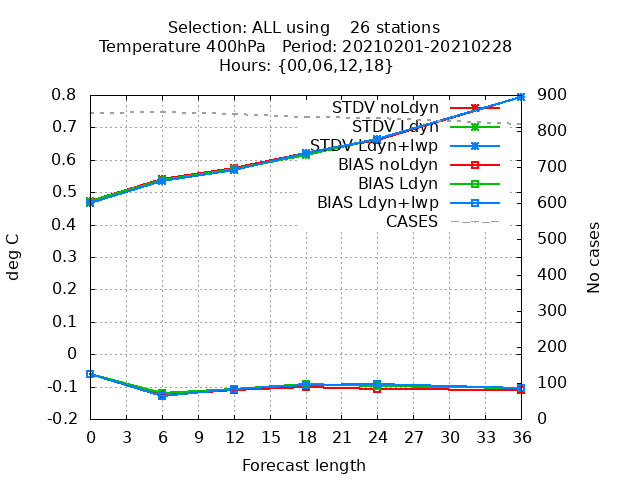 Selection: ALL using    26 stations
Temperature 400hPa   Period: 20210201-20210228
Hours: {00,06,12,18}
0.8
0.7
0.6
0.5
0.4
0.3
0.2
0.1
0
-0.1
-0.2
deg C
STDV noLdyn
STDV Ldyn
STDV Ldyn+lwp
BIAS noLdyn
BIAS Ldyn
BIAS Ldyn+lwp
CASES
900
800
700
600
500
400
300
200
100
0
No cases
0 3 6 9 12 15 18 21 24 27 30 33 36
Forecast length